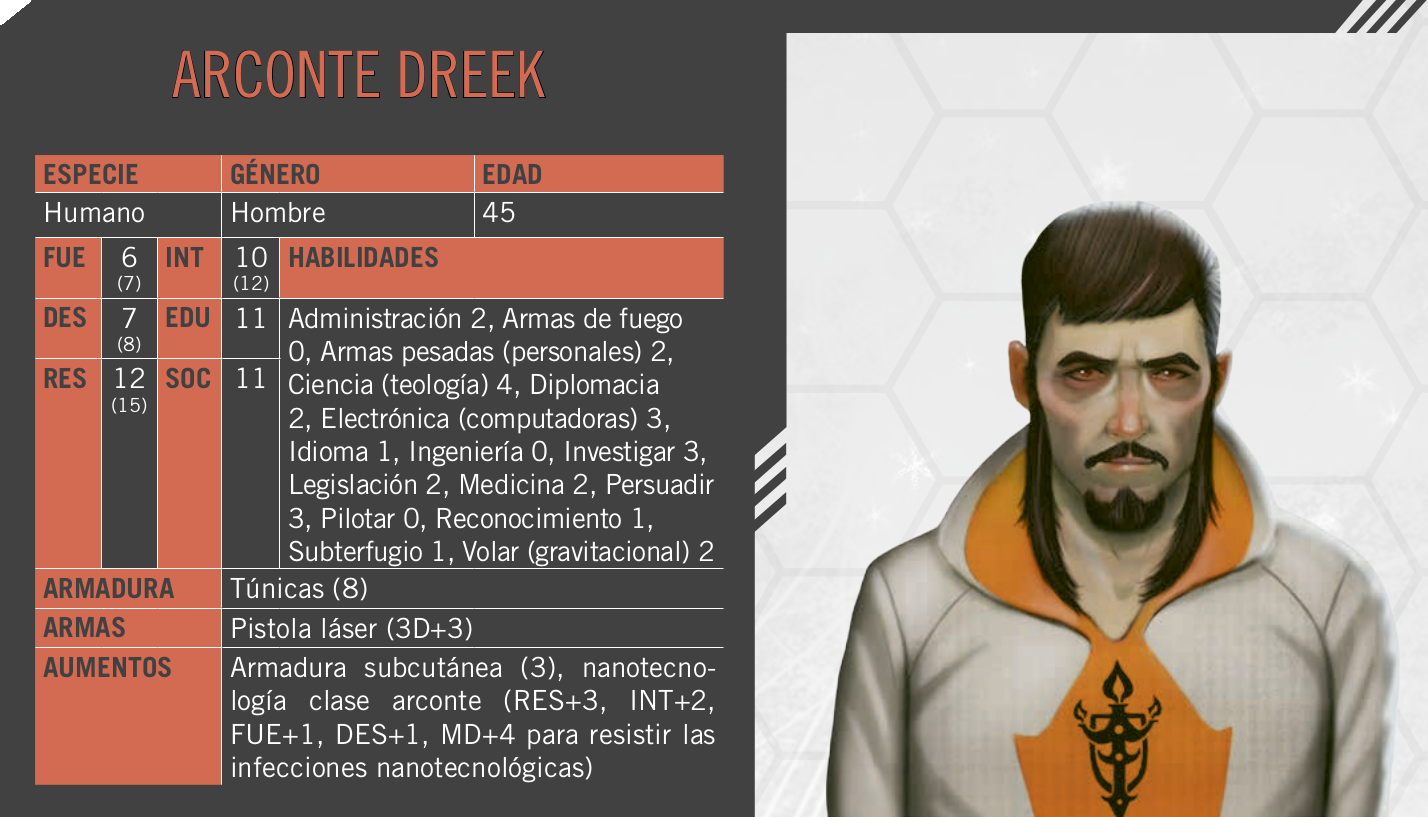 ARCONTE DREEK
ESPECIE GÉNERO EDAD
Humano Hombre 45
FUE 6 (7) INT 10 (12) HABILIDADES
DES 7 (8) EDU 11
RES 12 (15) SOC 11
Administración 2, Armas de fuego
0, Armas pesadas (personales) 2,
Ciencia (teología) 4, Diplomacia
2, Electrónica (computadoras) 3,
Idioma 1, Ingeniería 0, Investigar 3,
Legislación 2, Medicina 2, Persuadir
3, Pilotar 0, Reconocimiento 1,
Subterfugio 1, Volar (gravitacional) 2
ARMADURA Túnicas (8)
ARMAS Pistola láser (3D+3)
AUMENTOS Armadura subcutánea (3), nanotecno-
logía clase arconte (RES+3, INT+2,
FUE+1, DES+1, MD+4 para resistir las
infecciones nanotecnológicas)